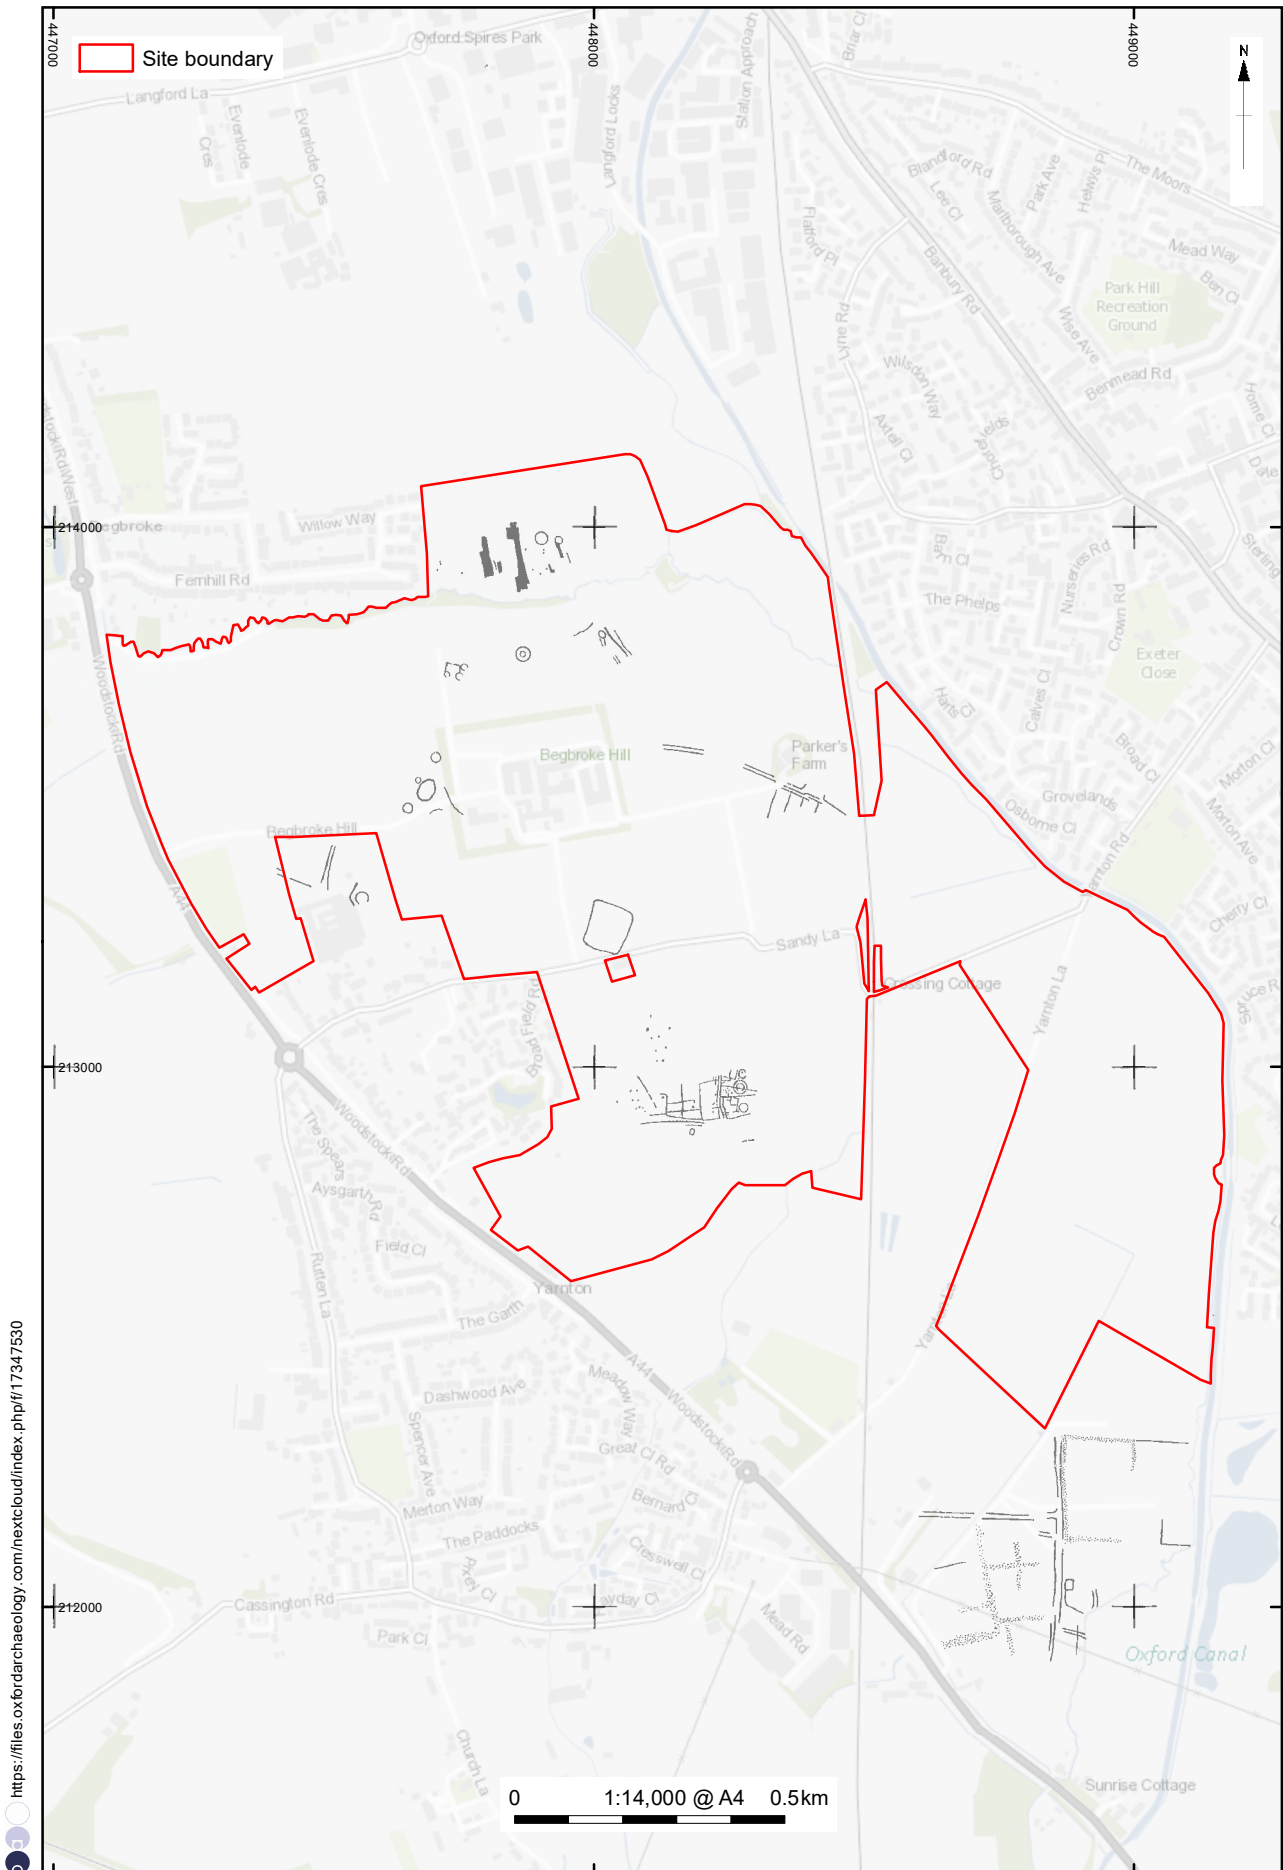 447000
448000
449000
N
Site boundary
Oxford Spires Park
Langford La
Evenlode
Cres
Evenlode Cres
Langford Locks
Station Approach
Briar Cl
Blandford Rd
Lee Cl
Park Ave
Helwys Pl
The Moors
Marlborough Ave
Mead Way
Ben Cl
Flatford Pl
Banbury Rd
Park Hill
Recreation
Ground
Lyne Rd
Wise Ave
Wilsdon Way
Benmead Rd
Home Cl
Axtell Cl
214000
Willow Way
Fernhill Rd
The Phelps
Nurseries Rd
Crown Rd
Exeter
Close
Woodstock Rd
Harts Cl
Calves Cl
Broad Cl
Morton Cl
Begbroke Hill
Parker's
Farm
Grovelands
Osborne Cl
Morton Ave
Begbroke Hill
A44
Cherry Cl
Sandy La
Crossing Cottage
Yarnton La
Broad Field Rd
213000
The Spears
Woodstock Rd
Aysgarth Rd
Field Cl
Rutten La
Yarnton
The Garth
A44
Woodstock Rd
Meadow Way
Dashwood Ave
Spencer Ave
Great Cl Rd
Merton Way
Bernard Cl
The Paddocks
Cresswell Cl
212000
Cassington Rd
Park Cl
Mead Rd
Oxford Canal
Church La
Sunrise Cottage
0 1:14,000 @ A4 0.5km
https://files.oxfordarchaeology.com/nextcloud/index.php/f/17347530